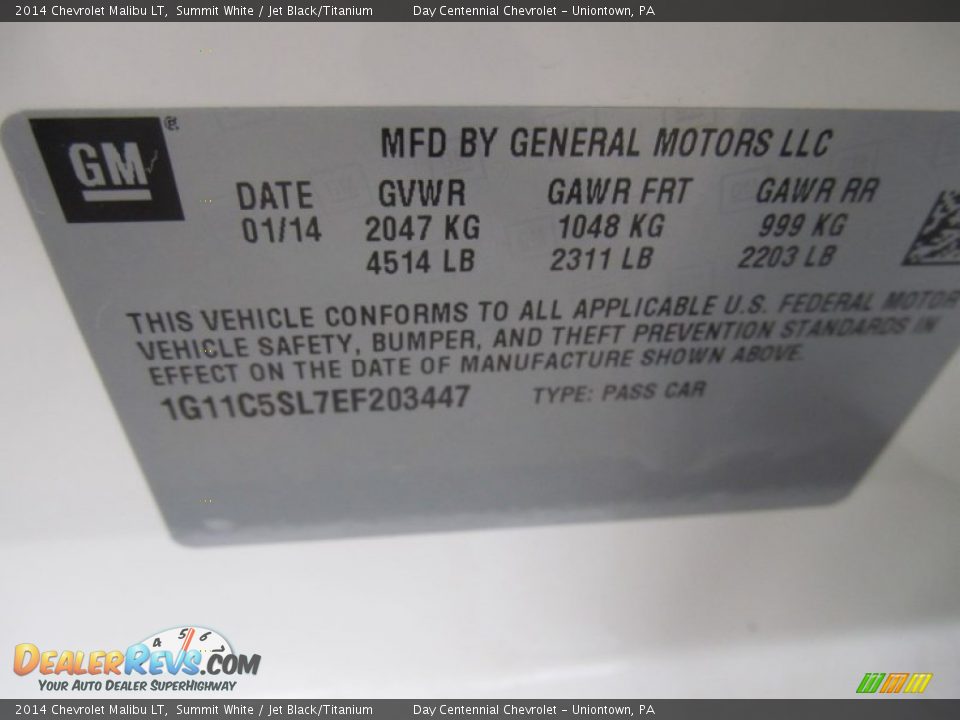 2014 Chevrolet Malibu LT, Summit White / Jet Black/Titanium Day Centennial Chevrolet - Uniontown, PA
GM ®
MFD BY GENERAL MOTORS LLC
DATE GVWR GAWR FRT GAWR RR
01/14 2047 KG 1048 KG 999 KG
4514 LB 2311 LB 2203 LB
THIS VEHICLE CONFORMS TO ALL APPLICABLE U.S. FEDERAL MOTOR
VEHICLE SAFETY, BUMPER, AND THEFT PREVENTION STANDARDS IN
EFFECT ON THE DATE OF MANUFACTURE SHOWN ABOVE.
1G11C5SL7EF203447 TYPE: PASS CAR
4 5 6
DealerRevs.com
Your Auto Dealer SuperHighway
2014 Chevrolet Malibu LT, Summit White / Jet Black/Titanium Day Centennial Chevrolet - Uniontown, PA